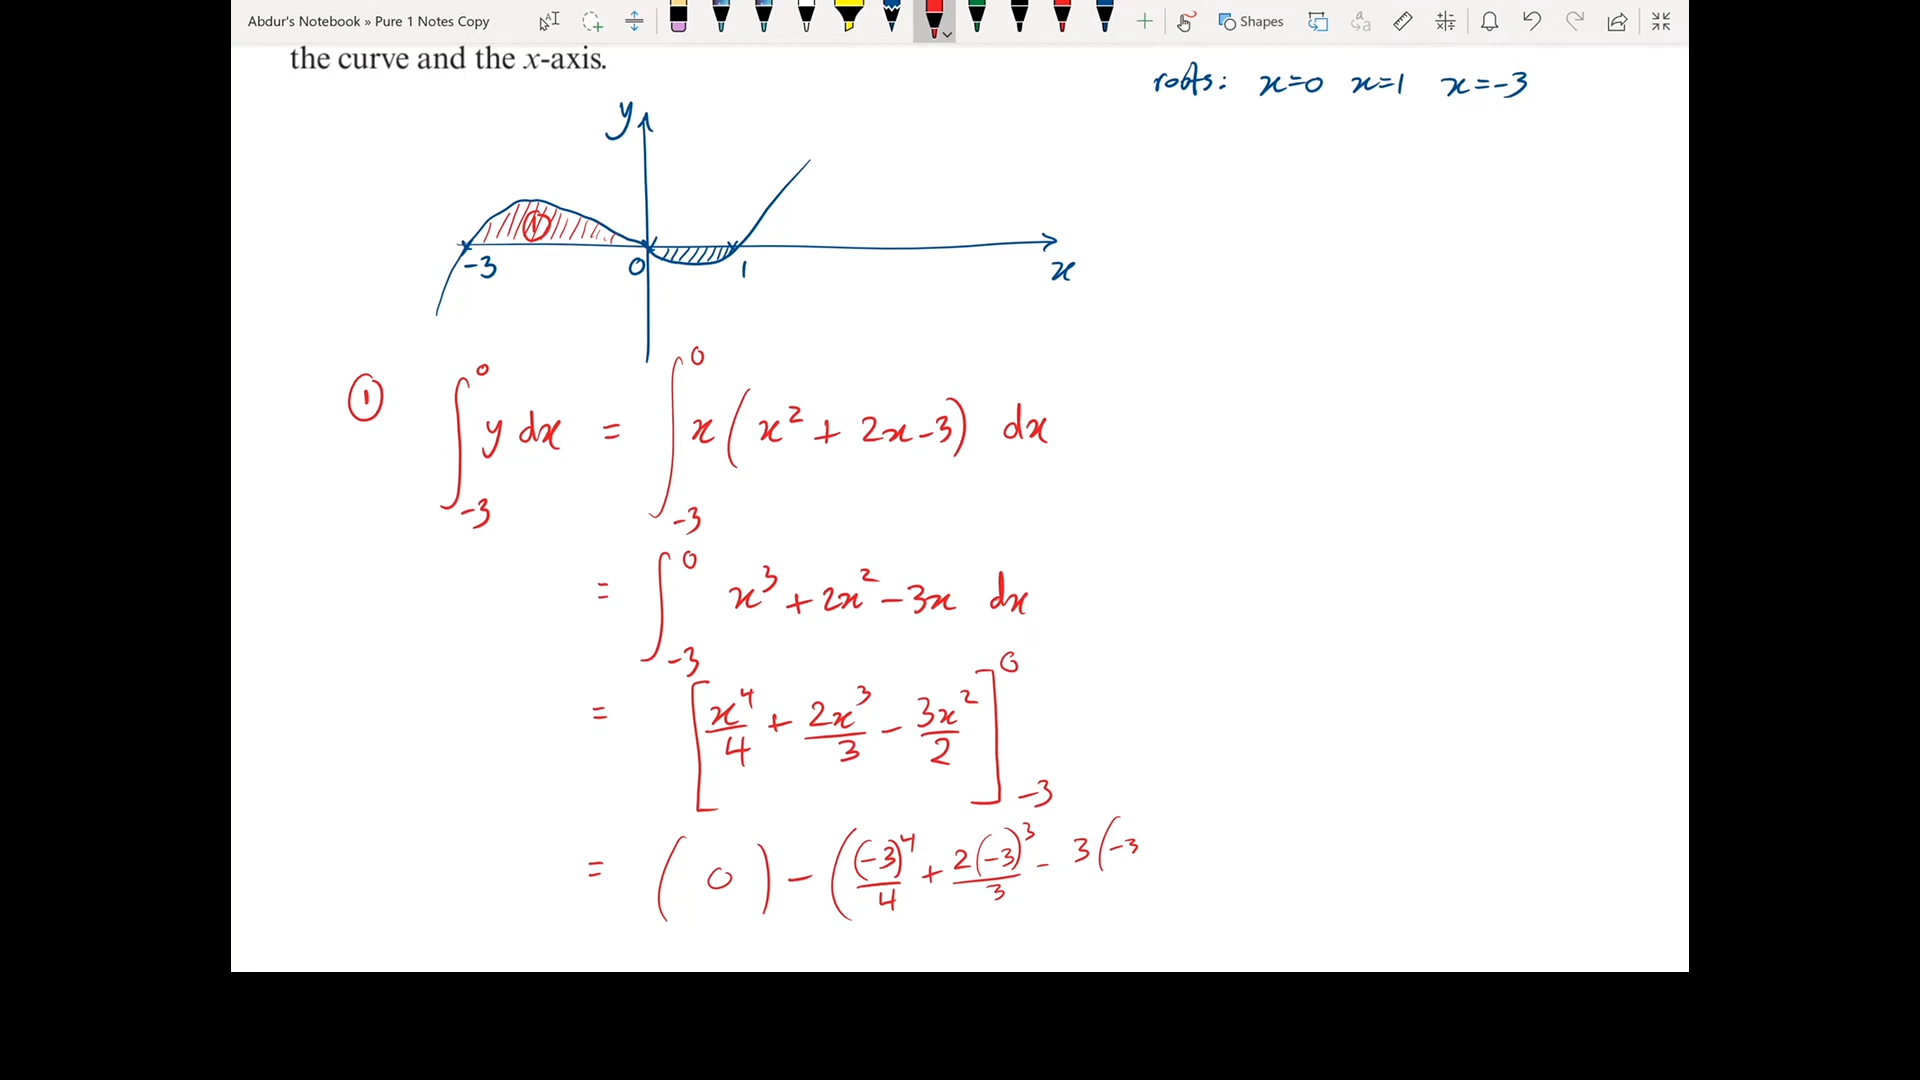 Abdur's Notebook » Pure 1 Notes Copy
Shapes
the curve and the x-axis.
roots: x=0 x=1 x=-3
y
-3 0 1 x
① ∫₋₃⁰ y dx = ∫₋₃⁰ x(x² + 2x-3) dx
= ∫₋₃⁰ x³ + 2x² - 3x dx
= [x⁴/4 + 2x³/3 - 3x²/2]₋₃⁰
= (0) - ((-3)⁴/4 + 2(-3)³/3 - 3(-3